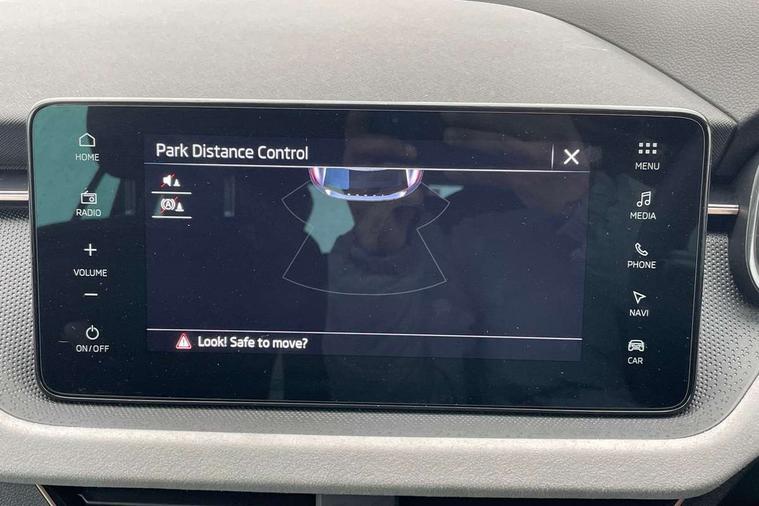 HOME
RADIO
+
VOLUME
−
ON/OFF
Park Distance Control
Look! Safe to move?
MENU
MEDIA
PHONE
NAVI
CAR